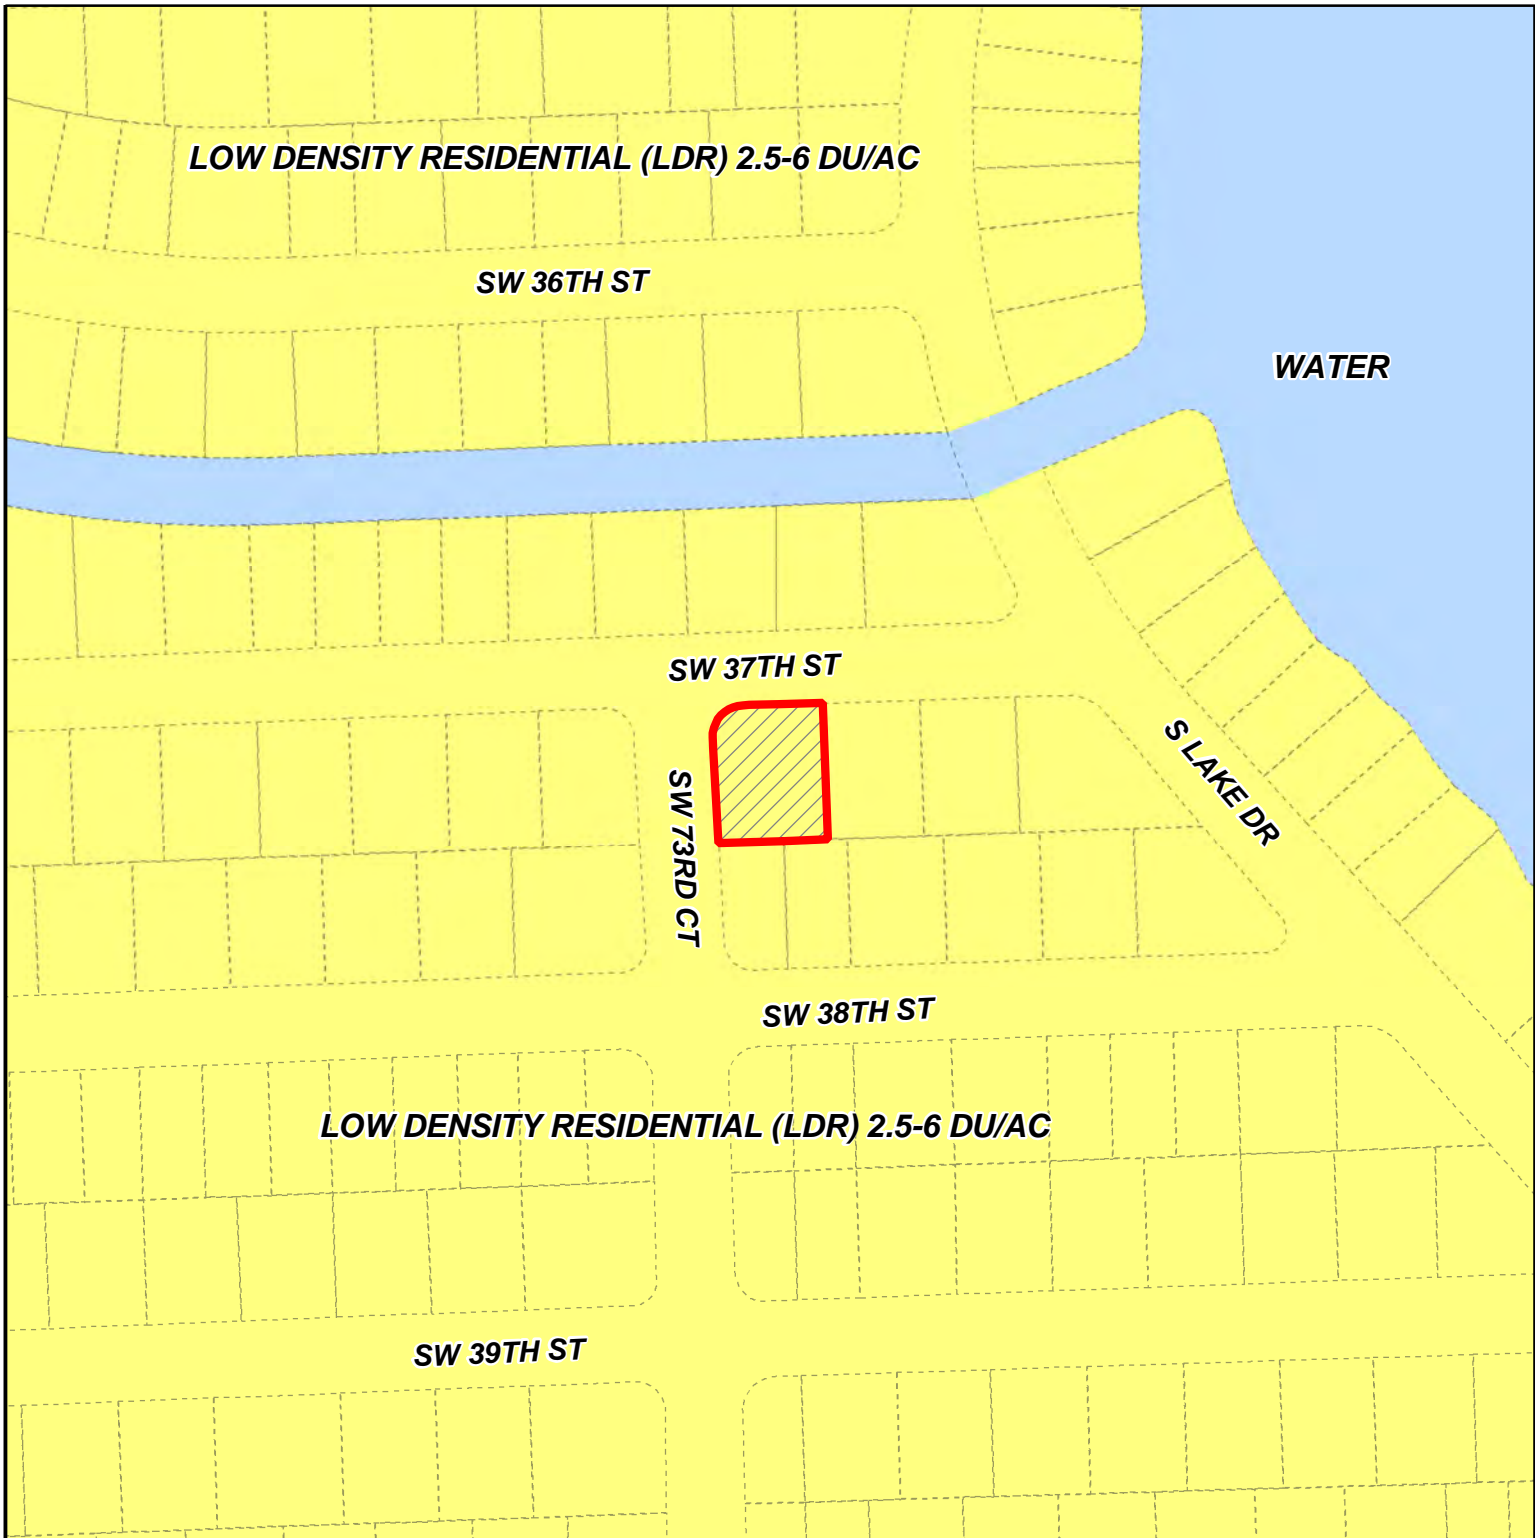 LOW DENSITY RESIDENTIAL (LDR) 2.5-6 DU/AC
SW 36TH ST
WATER
SW 37TH ST
S LAKE DR
SW 73RD CT
SW 38TH ST
LOW DENSITY RESIDENTIAL (LDR) 2.5-6 DU/AC
SW 39TH ST